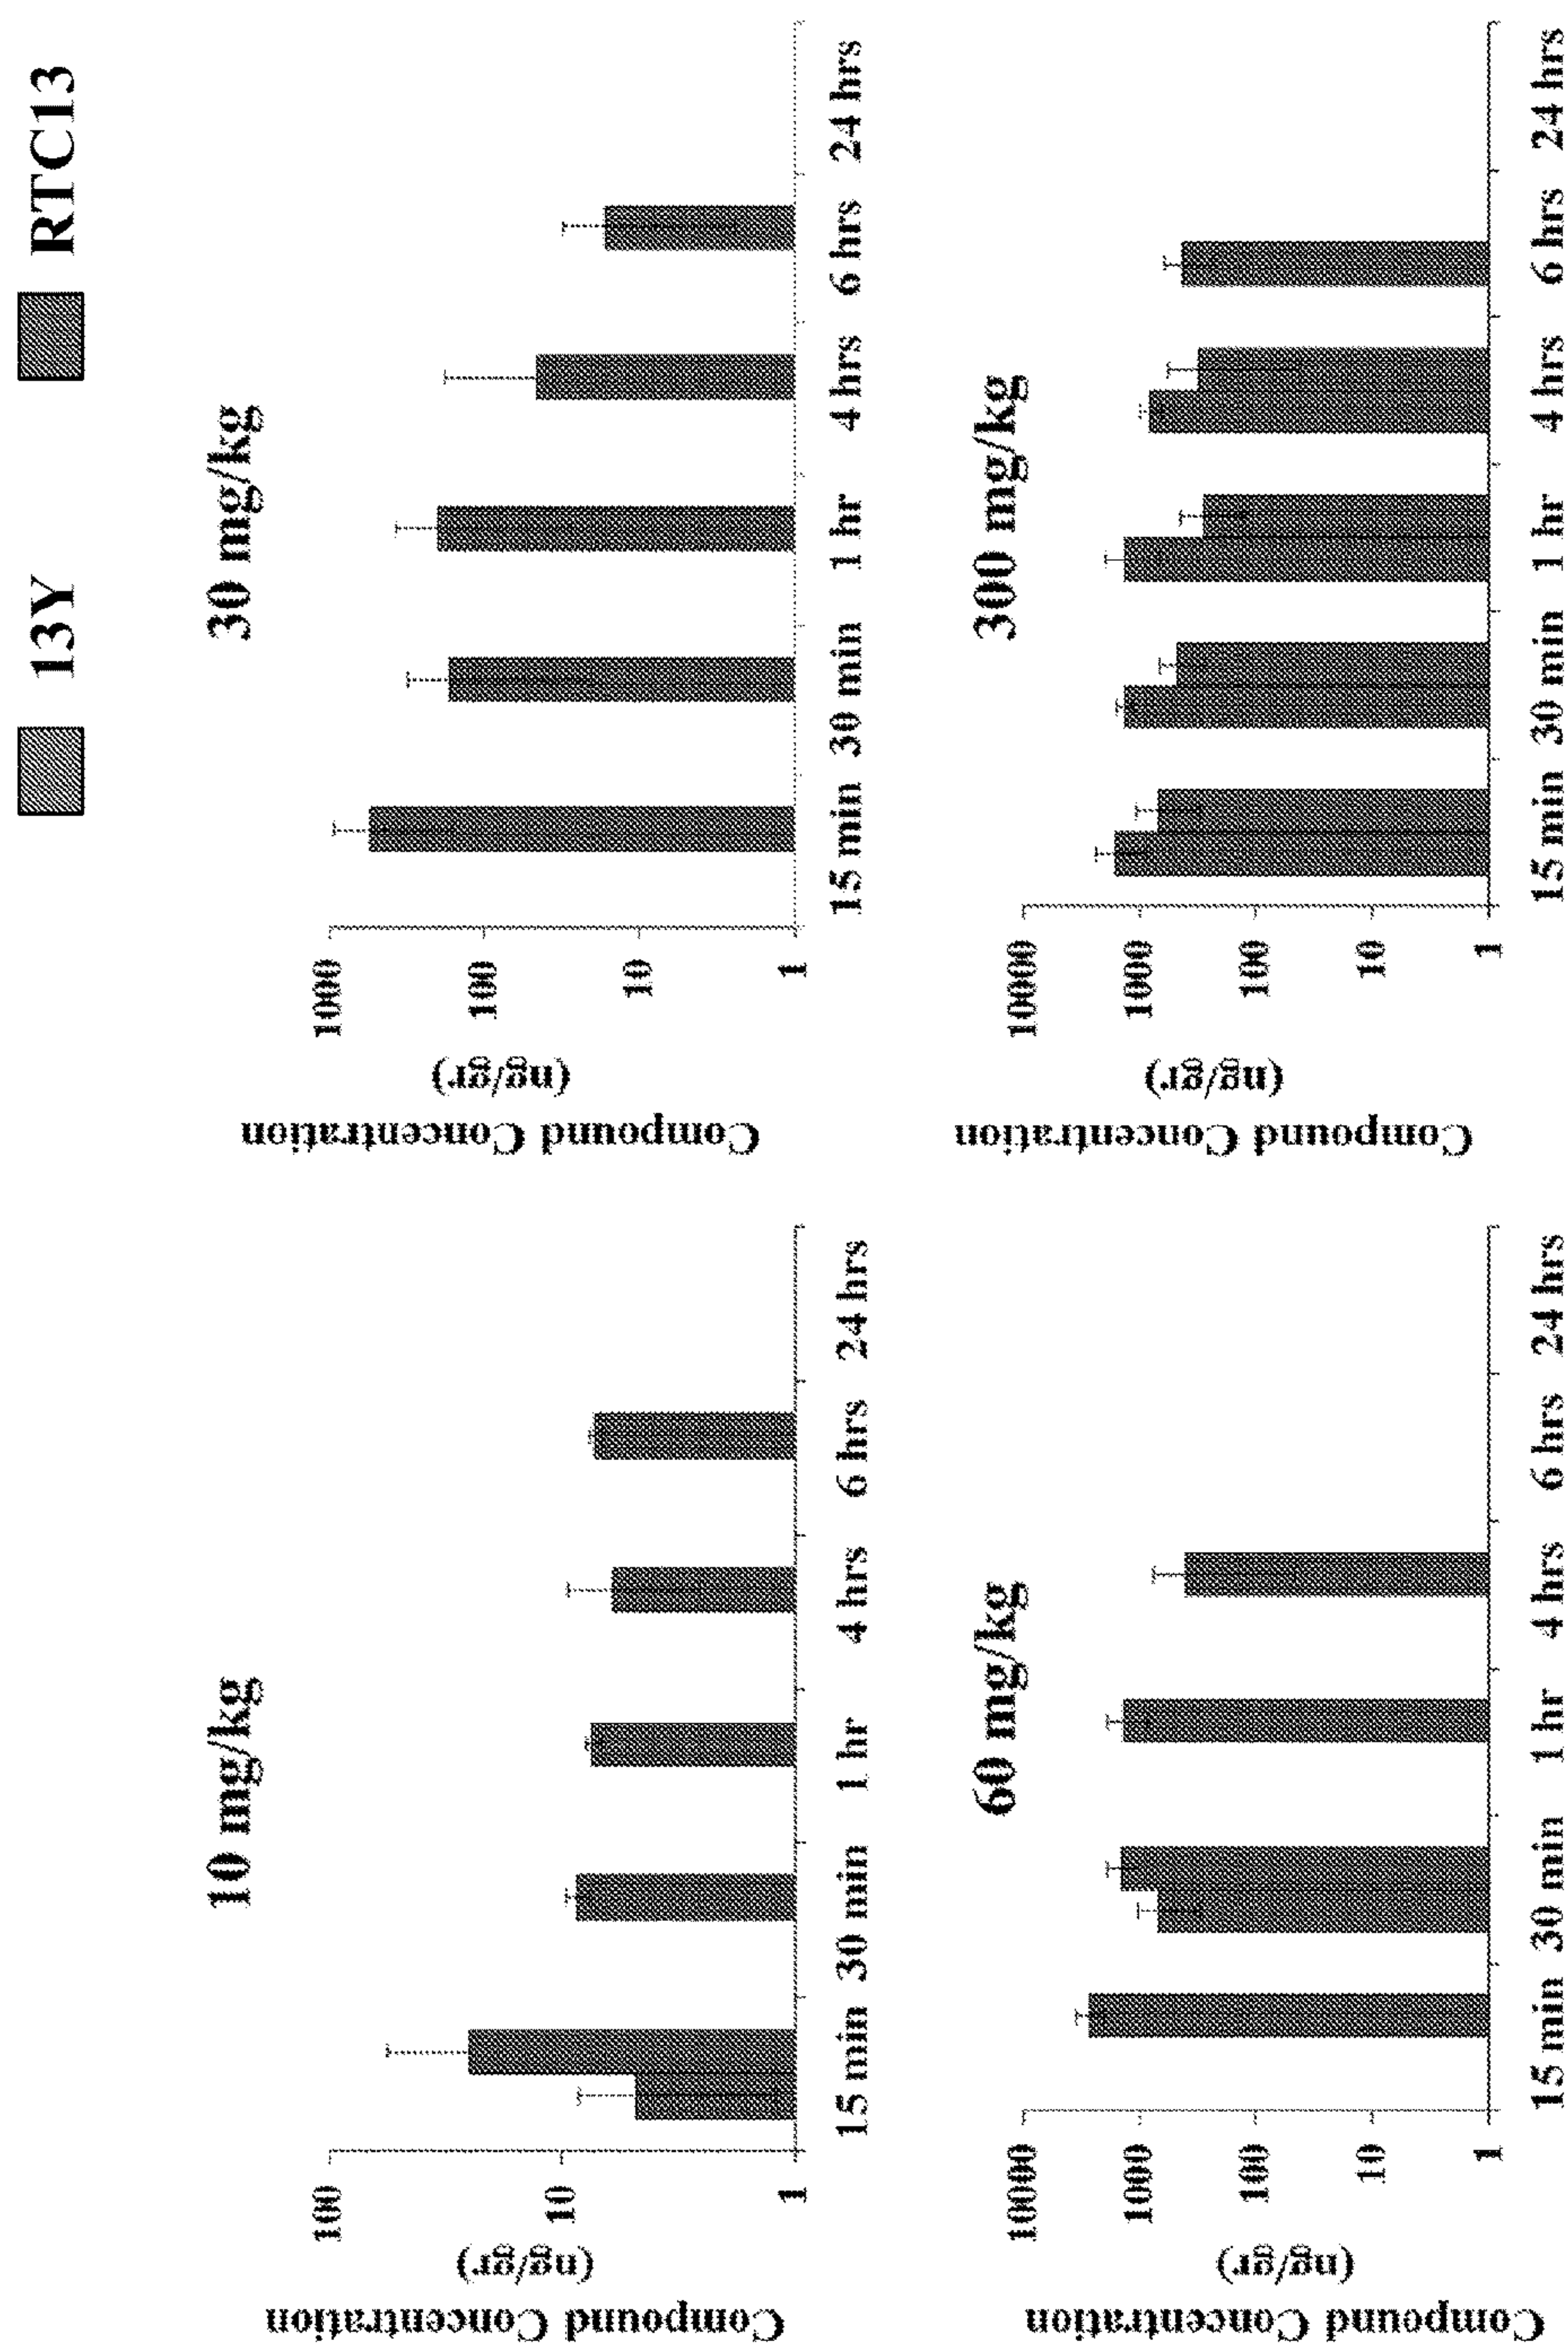 13Y RTC13
10 mg/kg
Compound Concentration
(ng/gr)
100
10
1
15 min 30 min 1 hr 4 hrs 6 hrs 24 hrs
30 mg/kg
Compound Concentration
(ng/gr)
1000
100
10
1
15 min 30 min 1 hr 4 hrs 6 hrs 24 hrs
60 mg/kg
Compound Concentration
(ng/gr)
10000
1000
100
10
1
15 min 30 min 1 hr 4 hrs 6 hrs 24 hrs
300 mg/kg
Compound Concentration
(ng/gr)
10000
1000
100
10
1
15 min 30 min 1 hr 4 hrs 6 hrs 24 hrs